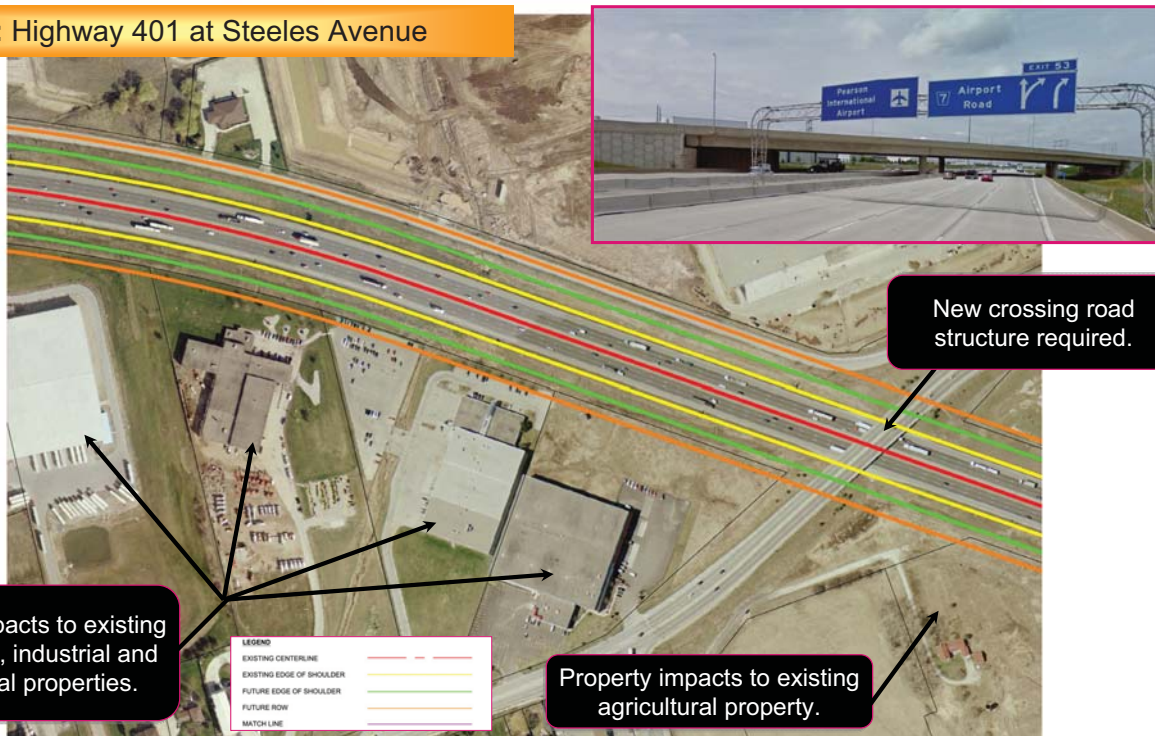 : Highway 401 at Steeles Avenue
EXIT 53
Pearson
International
Airport
7 Airport
Road
New crossing road
structure required.
pacts to existing
, industrial and
al properties.
LEGEND
EXISTING CENTERLINE
EXISTING EDGE OF SHOULDER
FUTURE EDGE OF SHOULDER
FUTURE ROW
MATCH LINE
Property impacts to existing
agricultural property.